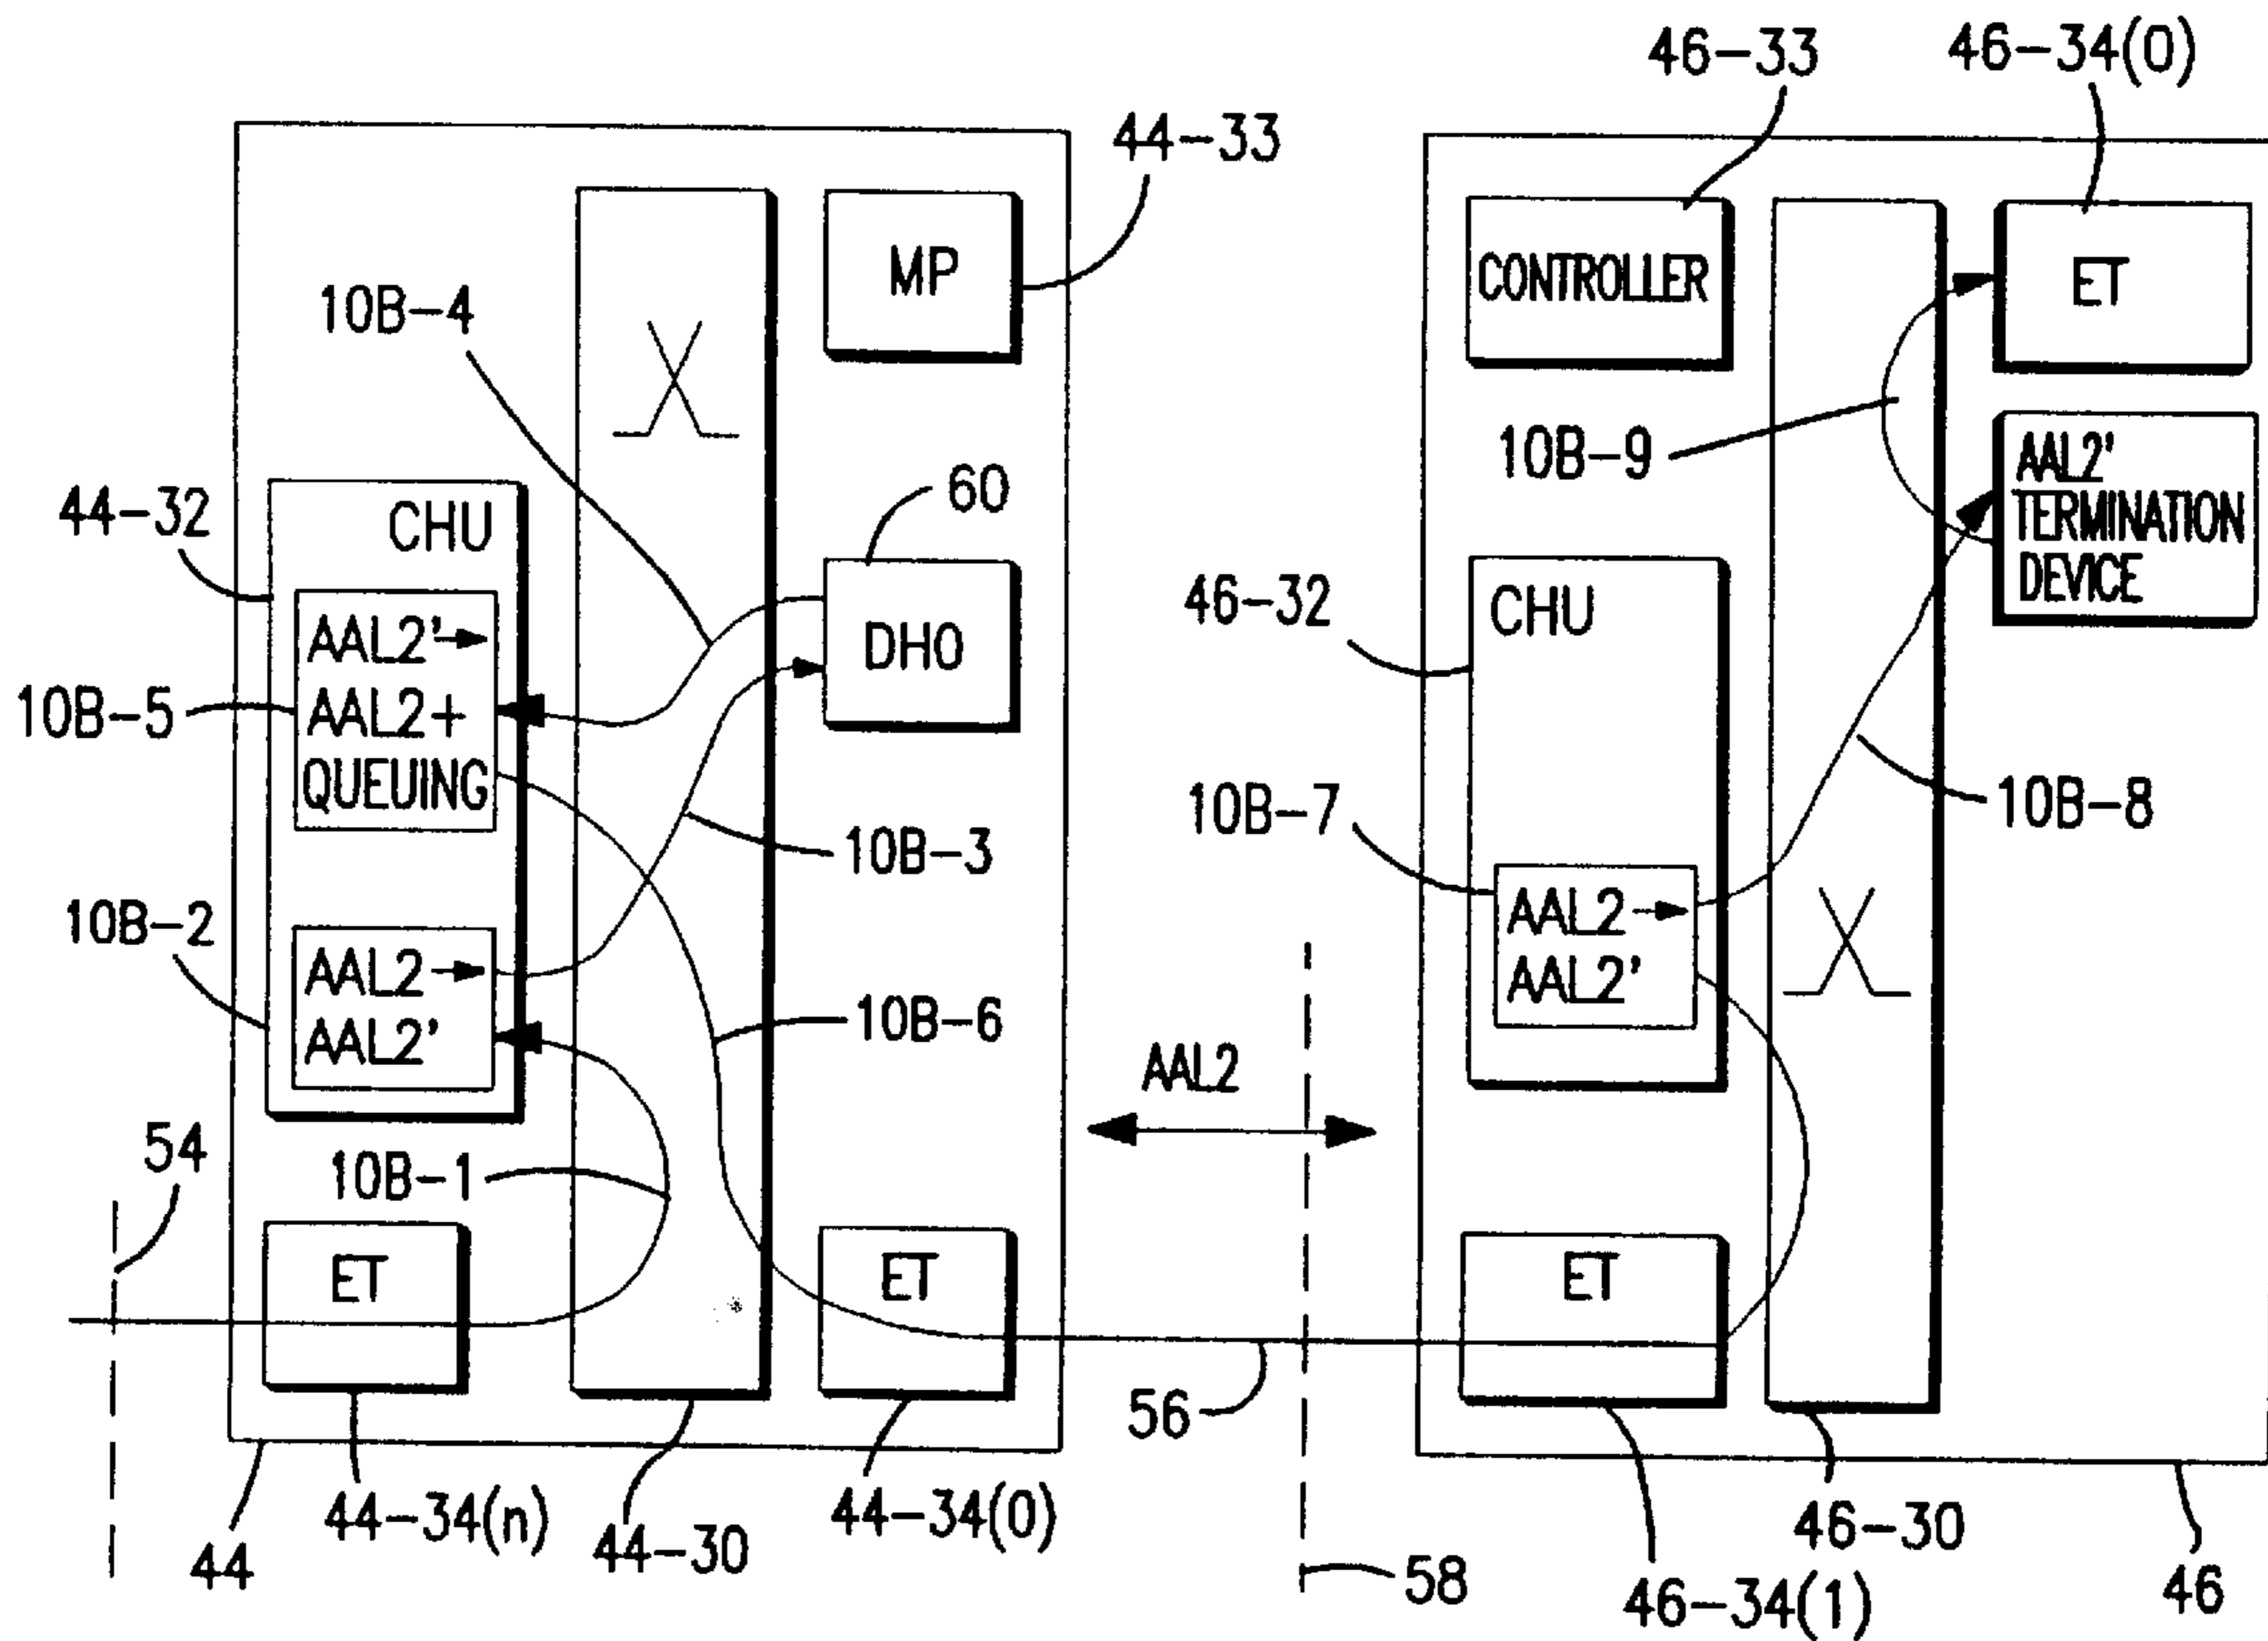 46-33
46-34(0)
44-33
MP
CONTROLLER
ET
10B-4
10B-9
AAL2'
TERMINATION
DEVICE
44-32
CHU
60
DHO
46-32
CHU
AAL2'→
AAL2+
QUEUING
10B-5
10B-3
10B-7
10B-8
AAL2→
AAL2'
10B-2
AAL2→
AAL2'
10B-6
AAL2
54
10B-1
ET
ET
ET
56
44-34(n)
44-30
44-34(0)
46-30
44
58
46-34(1)
46